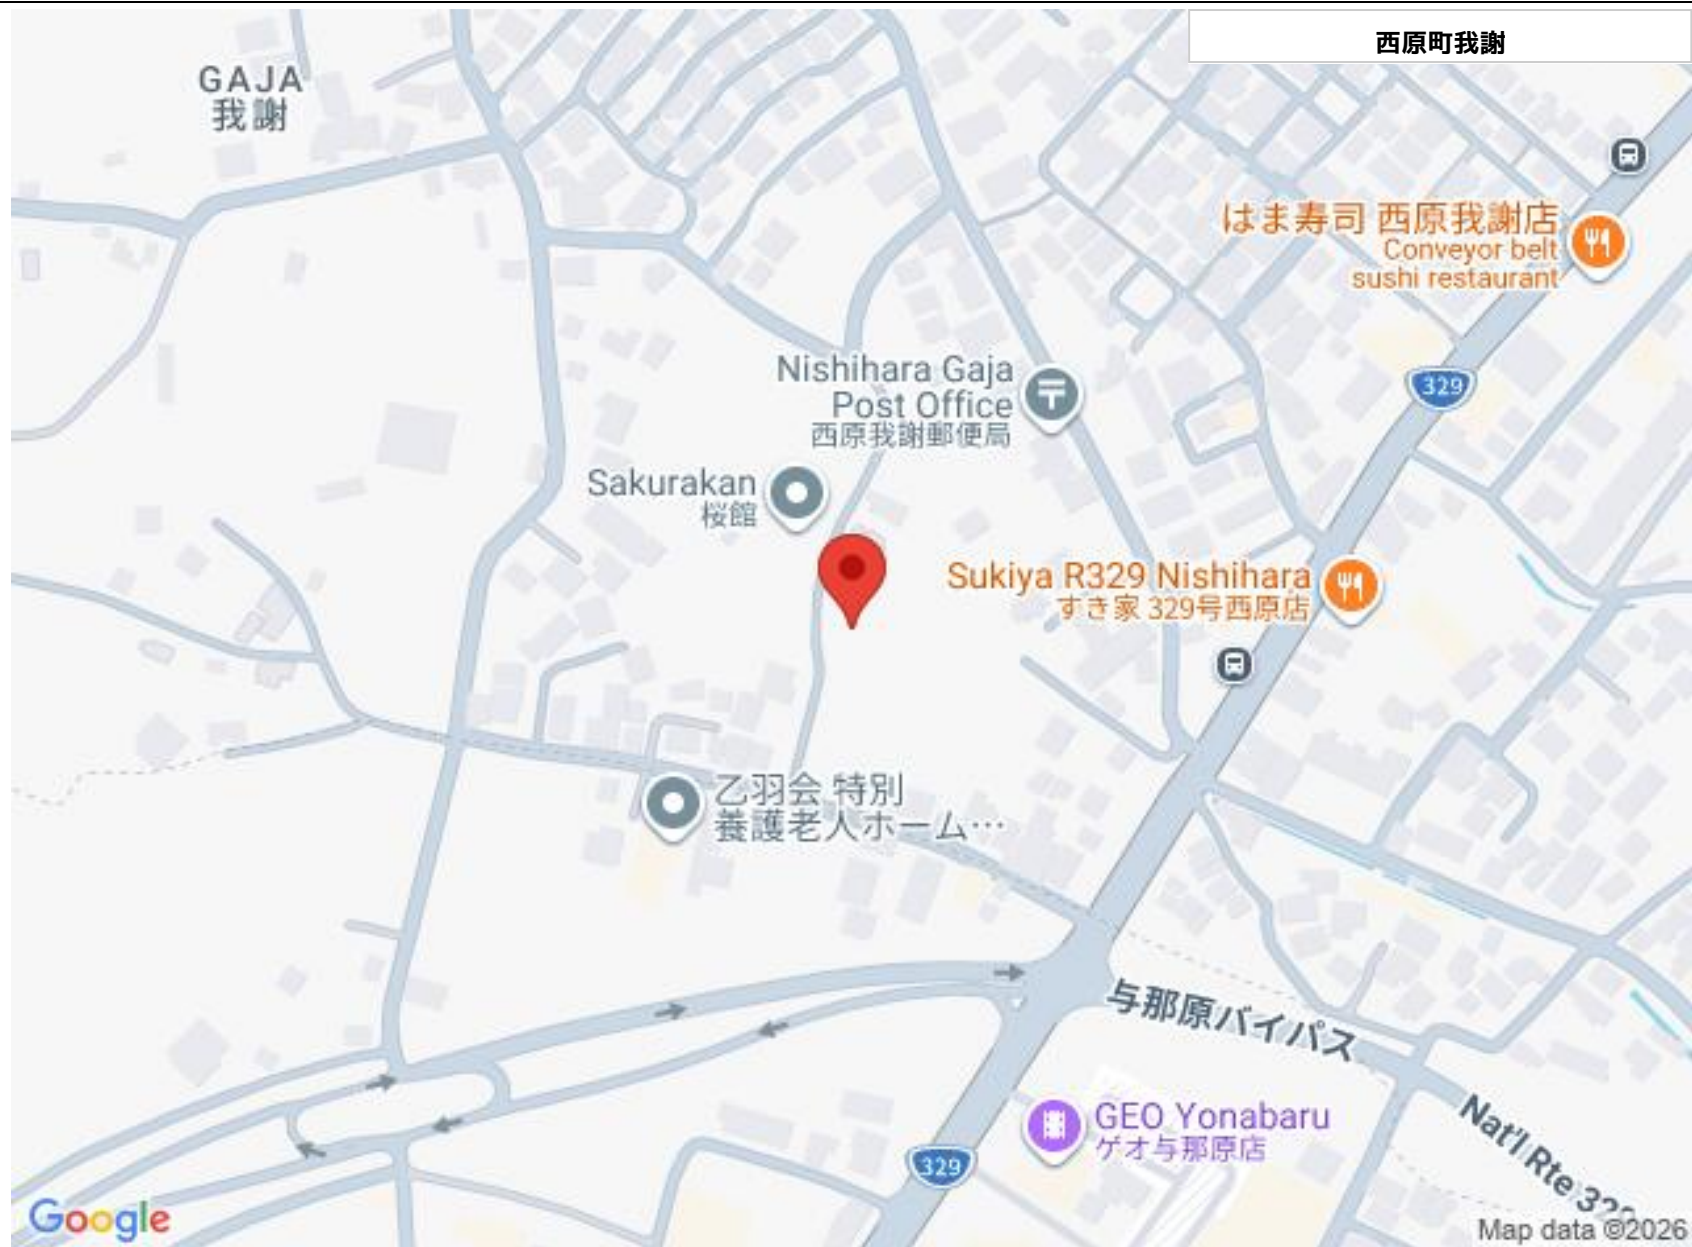 西原町我謝
GAJA
我謝
はま寿司 西原我謝店
Conveyor belt
sushi restaurant
329
Nishihara Gaja
Post Office
西原我謝郵便局
Sakurakan
桜館
Sukiya R329 Nishihara
すき家 329号西原店
乙羽会 特別
養護老人ホーム…
与那原バイパス
GEO Yonabaru
ゲオ与那原店
329
Nat'l Rte 329
Google
Map data ©2026